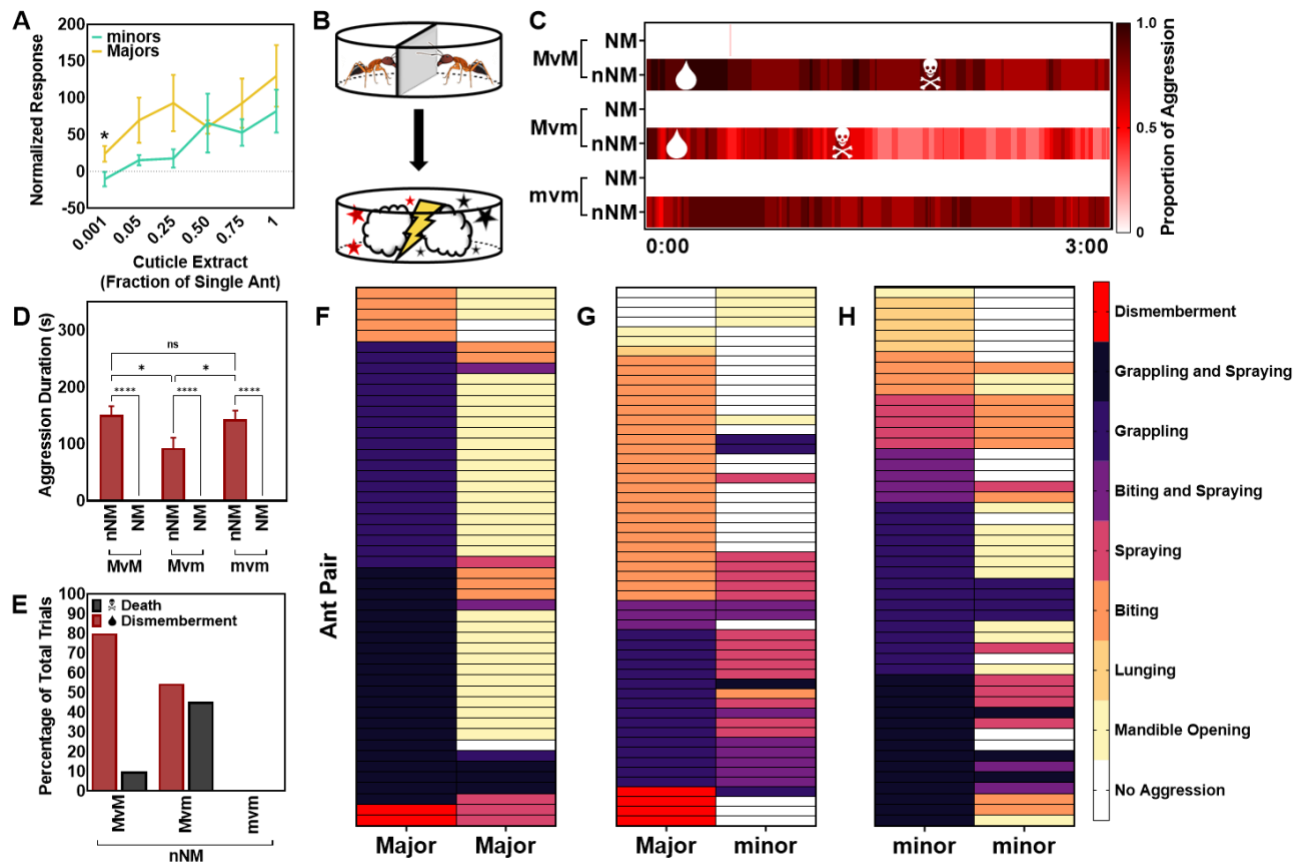 A
200
150
100
50
0
-50
Normalized Response
minors
Majors
*
0.001
0.05
0.25
0.50
0.75
1
Cuticle Extract
(Fraction of Single Ant)
B
C
MvM
NM
nNM
Mvm
NM
nNM
mvm
NM
nNM
0:00
3:00
1.0
0.5
0
Proportion of Aggression
D
300
200
100
0
Aggression Duration (s)
ns
*
*
****
****
****
nNM
NM
nNM
NM
nNM
NM
MvM
Mvm
mvm
E
100
90
80
70
60
50
40
30
20
10
0
Percentage of Total Trials
Death
Dismemberment
MvM
Mvm
mvm
nNM
F
Ant Pair
Major
Major
G
Major
minor
H
minor
minor
Dismemberment
Grappling and Spraying
Grappling
Biting and Spraying
Spraying
Biting
Lunging
Mandible Opening
No Aggression